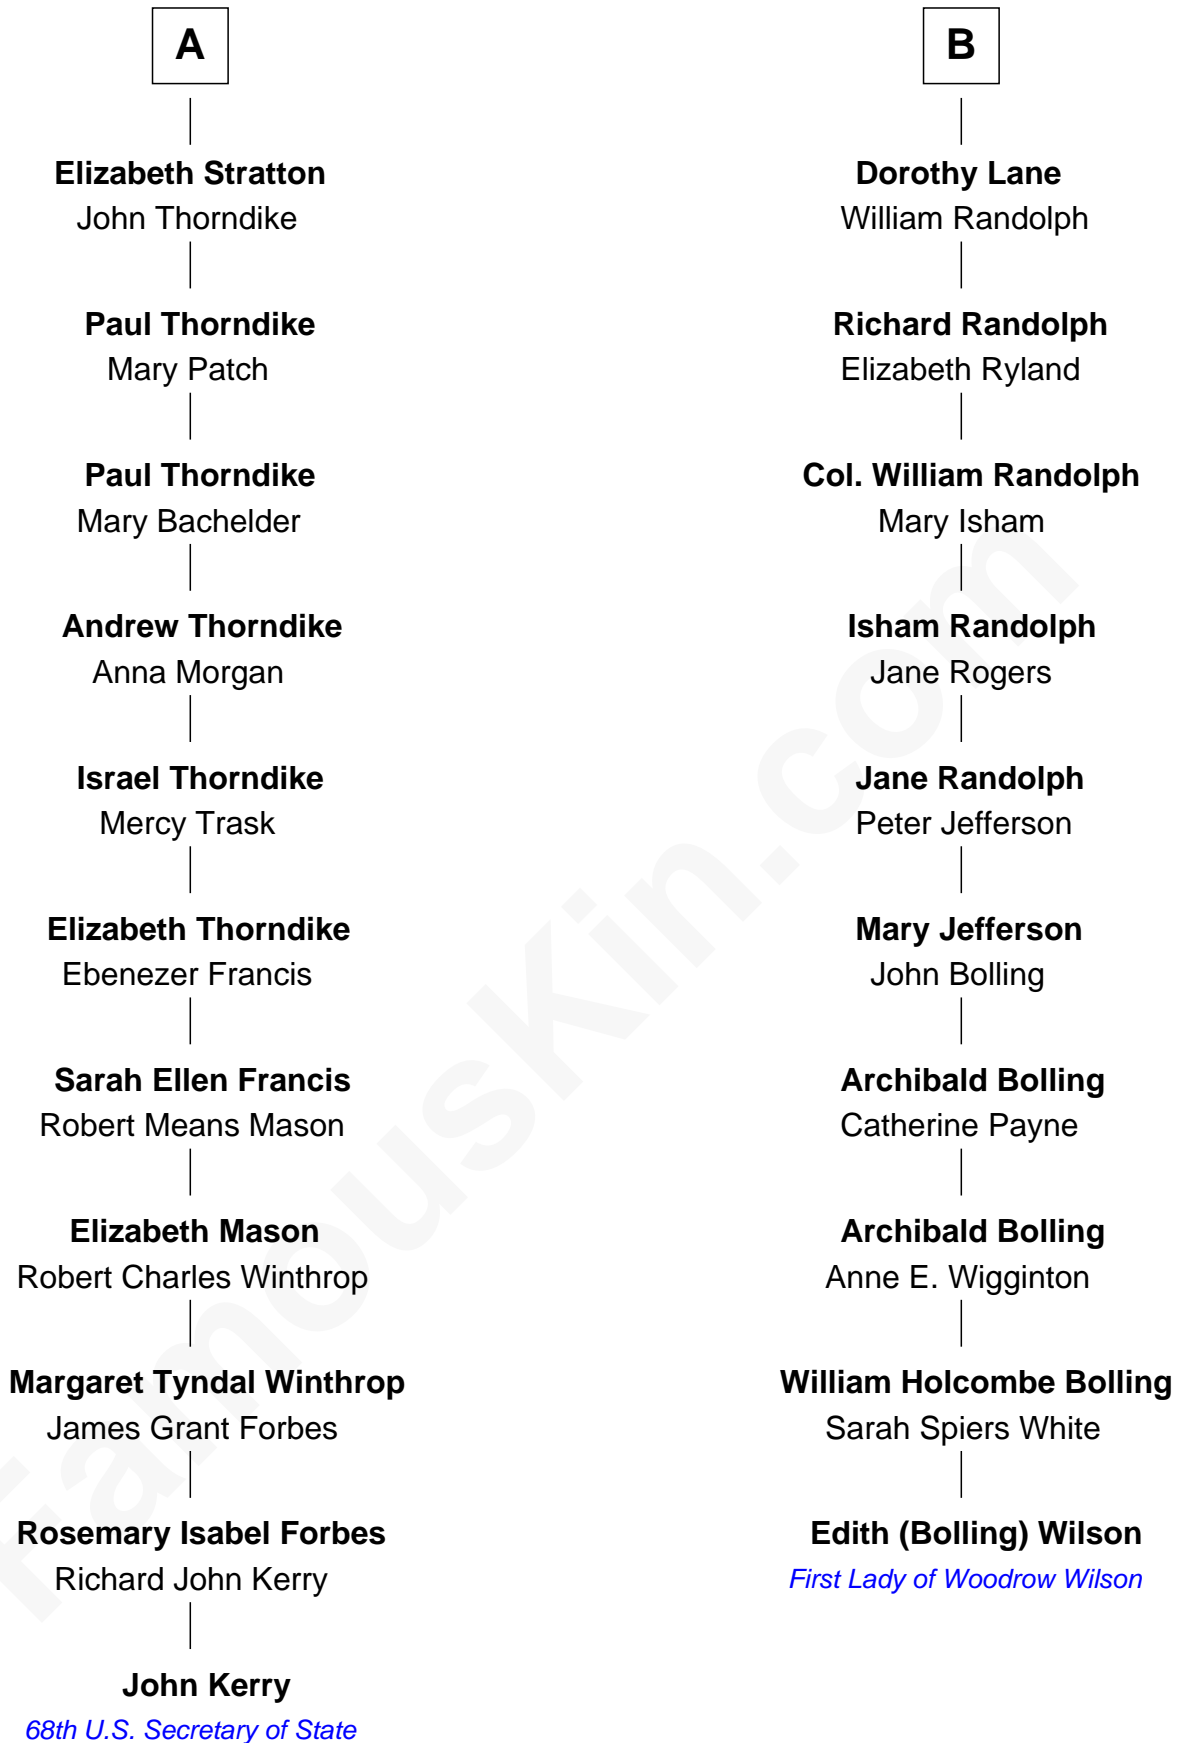 A
Elizabeth Stratton
John Thorndike
Paul Thorndike
Mary Patch
Paul Thorndike
Mary Bachelder
Andrew Thorndike
Anna Morgan
Israel Thorndike
Mercy Trask
Elizabeth Thorndike
Ebenezer Francis
Sarah Ellen Francis
Robert Means Mason
Elizabeth Mason
Robert Charles Winthrop
Margaret Tyndal Winthrop
James Grant Forbes
Rosemary Isabel Forbes
Richard John Kerry
John Kerry
68th U.S. Secretary of State
B
Dorothy Lane
William Randolph
Richard Randolph
Elizabeth Ryland
Col. William Randolph
Mary Isham
Isham Randolph
Jane Rogers
Jane Randolph
Peter Jefferson
Mary Jefferson
John Bolling
Archibald Bolling
Catherine Payne
Archibald Bolling
Anne E. Wigginton
William Holcombe Bolling
Sarah Spiers White
Edith (Bolling) Wilson
First Lady of Woodrow Wilson
FamousKin.com